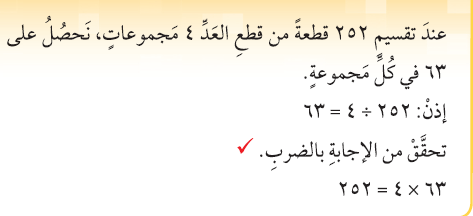 عندَ تقسيمِ ٢٥٢ قطعةً من قطعِ العَدِّ ٤ مَجموعاتٍ، نَحصُلُ على
٦٣ في كُلِّ مَجموعةٍ.
إذنْ: ٢٥٢ ÷ ٤ = ٦٣
تحقَّقْ من الإجابةِ بالضربِ. ✓
٦٣ × ٤ = ٢٥٢